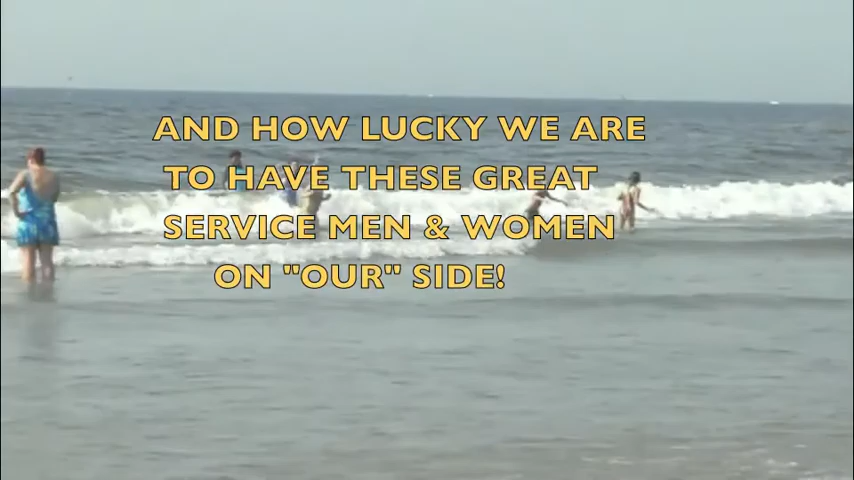 AND HOW LUCKY WE ARE
TO HAVE THESE GREAT
SERVICE MEN & WOMEN
ON "OUR" SIDE!